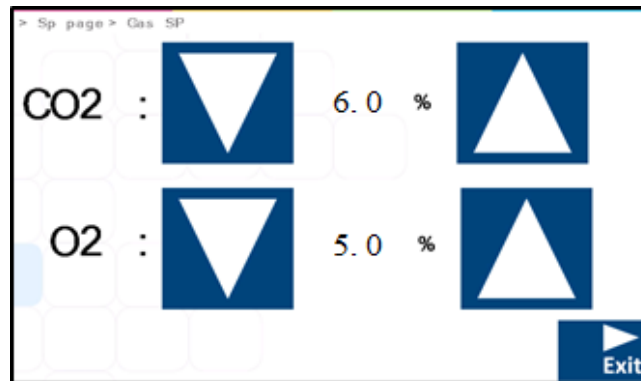 > Sp page > Gas SP
CO2 : 6.0 %
O2 : 5.0 %
Exit